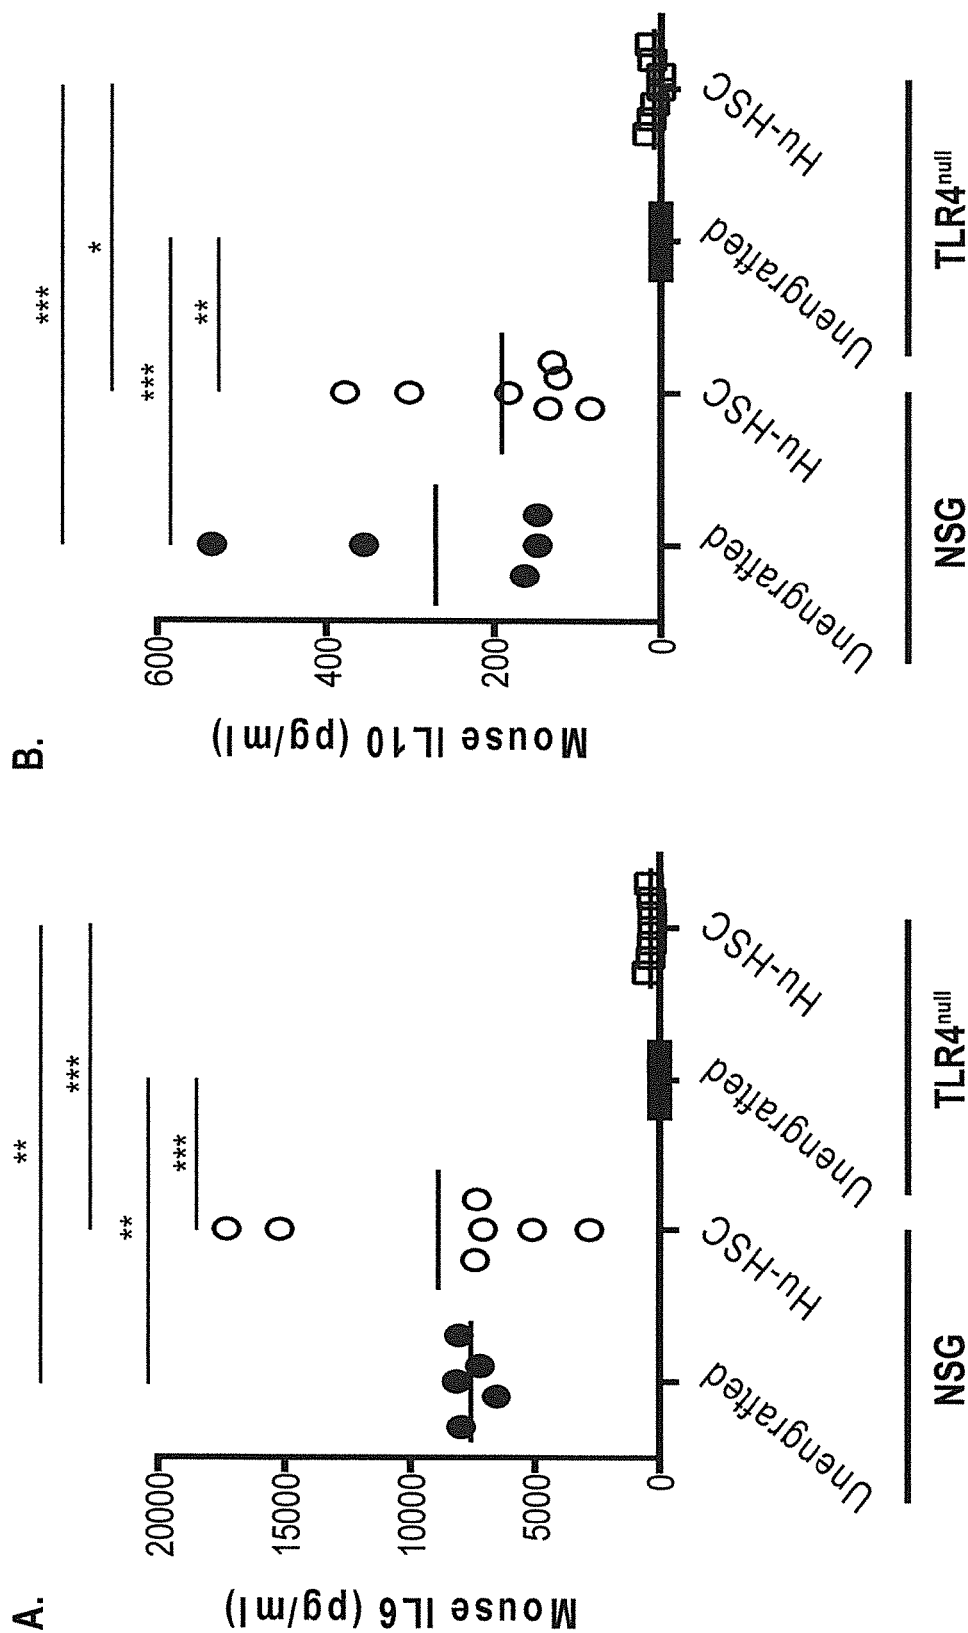 A.
Mouse IL6 (pg/ml)
20000
15000
10000
5000
0
**
***
**
***
Unengrafted
Hu-HSC
Unengrafted
Hu-HSC
NSG
TLR4null
B.
Mouse IL10 (pg/ml)
600
400
200
0
***
*
***
**
Unengrafted
Hu-HSC
Unengrafted
Hu-HSC
NSG
TLR4null